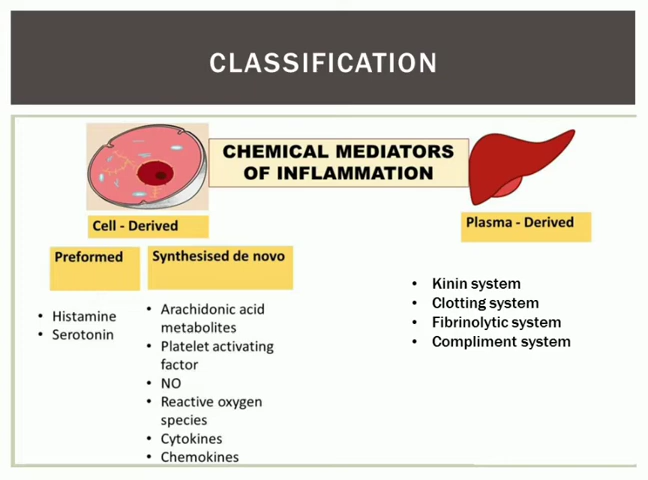 CLASSIFICATION
CHEMICAL MEDIATORS
OF INFLAMMATION
Cell - Derived
Plasma - Derived
Preformed
Synthesised de novo
• Histamine
• Serotonin
• Arachidonic acid
metabolites
• Platelet activating
factor
• NO
• Reactive oxygen
species
• Cytokines
• Chemokines
• Kinin system
• Clotting system
• Fibrinolytic system
• Compliment system